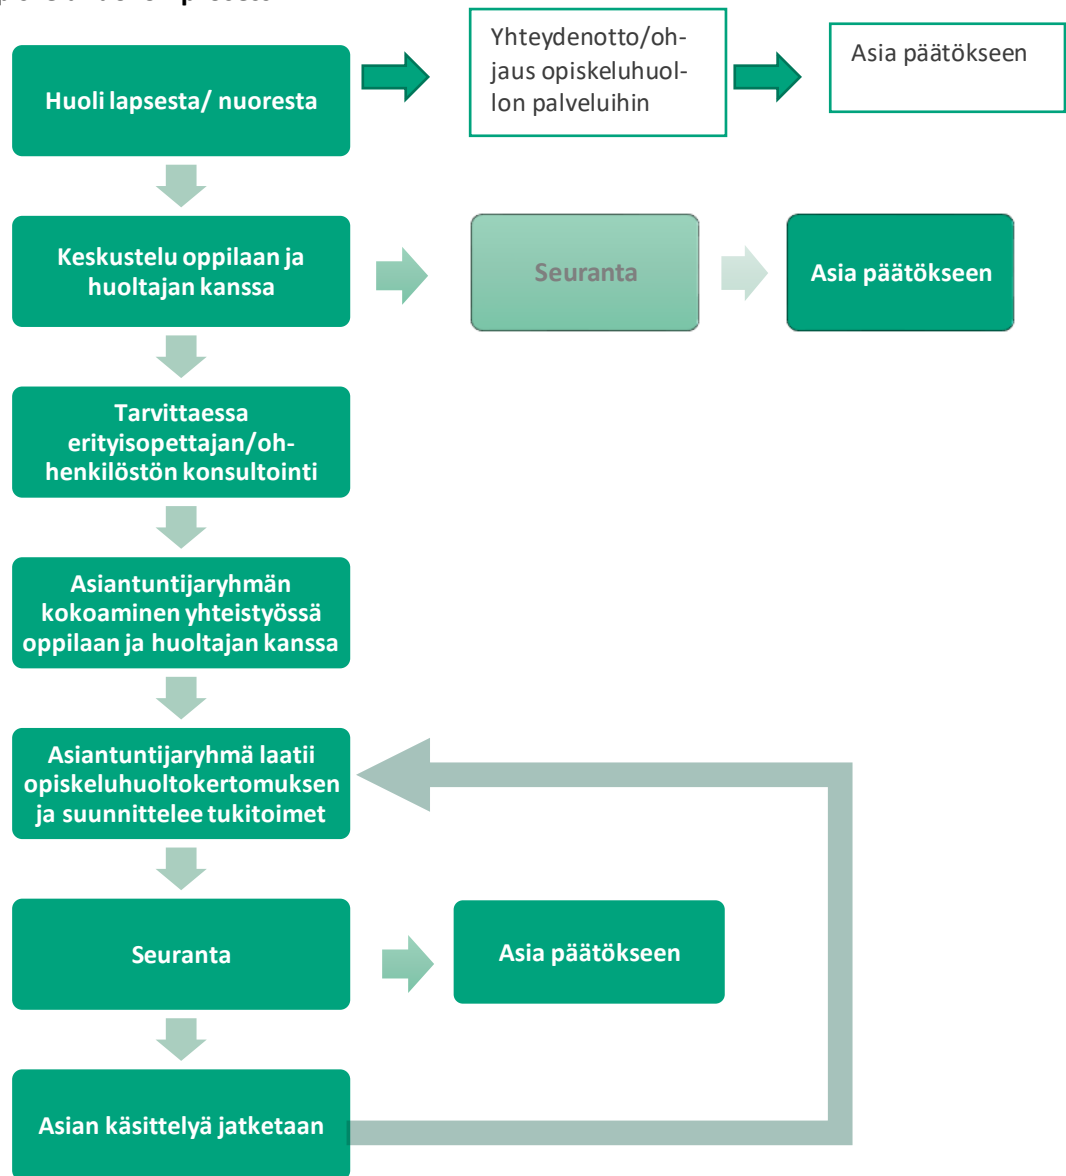 Huoli lapsesta/ nuoresta
Yhteydenotto/oh-
jaus opiskeluhuol-
lon palveluihin
Asia päätökseen
Keskustelu oppilaan ja
huoltajan kanssa
Seuranta
Asia päätökseen
Tarvittaessa
erityisopettajan/oh-
henkilöstön konsultointi
Asiantuntijaryhmän
kokoaminen yhteistyössä
oppilaan ja huoltajan kanssa
Asiantuntijaryhmä laatii
opiskeluhuoltokertomuksen
ja suunnittelee tukitoimet
Seuranta
Asia päätökseen
Asian käsittelyä jatketaan